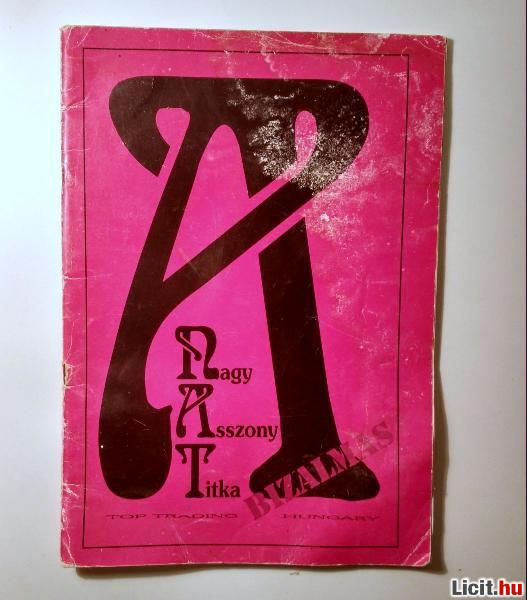 A
Nagy
Asszony
Titka
BIZALMAS
TOP TRADING HUNGARY
Licit.hu